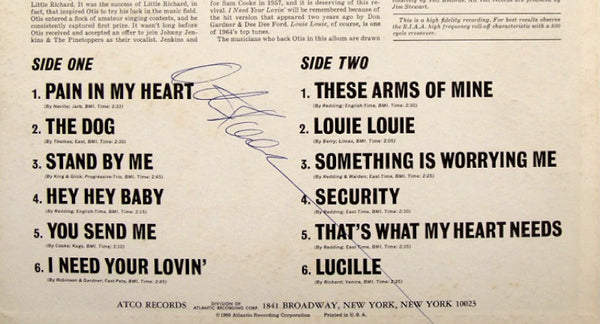 Little Richard. It was the success of Little Richard, in
fact, that inspired Otis to try his luck in the music field.
Otis entered a flock of amateur singing contests, and he
consistently captured first prize. It wasn't long before
Otis received and accepted an offer to join Johnny Jen-
kins & The Pinetoppers as their vocalist. Jenkins and
for Sam Cooke in 1957, and it is deserving of this re-
vival. I Need Your Lovin' will be remembered because of
the hit version that appeared two years ago by Don
Gardner & Dee Dee Ford. Louie Louie, of course, is one
of 1964's top tunes.
The musicians who back Otis in this album are drawn
Jim Stewart.
This is a high fidelity recording. For best results observe
the R.I.A.A. high frequency roll-off characteristic with a 500
cycle crossover.
SIDE ONE
1. PAIN IN MY HEART
(By Neville; Jarb, BMI. Time: 2:22)
2. THE DOG
(By Thomas; East, BMI. Time: 2:30)
3. STAND BY ME
(By King & Glick; Progressive-Trio, BMI. Time: 2:45)
4. HEY HEY BABY
(By Redding; English-Time, BMI. Time: 2:15)
5. YOU SEND ME
(By Cooke; Kags, BMI. Time: 3:10)
6. I NEED YOUR LOVIN'
(By Robinson & Gardner; Fast-Pete, BMI. Time: 2:45)
SIDE TWO
1. THESE ARMS OF MINE
(By Redding; English-Time, BMI. Time: 2:30)
2. LOUIE LOUIE
(By Berry; Limax, BMI. Time: 2:05)
3. SOMETHING IS WORRYING ME
(By Redding & Walden; East-Time, BMI. Time: 2:25)
4. SECURITY
(By Redding; East Time, BMI. Time: 2:30)
5. THAT'S WHAT MY HEART NEEDS
(By Redding; East-Time, BMI. Time: 2:35)
6. LUCILLE
(By Richard; Venice, BMI. Time: 2:25)
ATCO RECORDS DIVISION OF ATLANTIC RECORDING CORP. 1841 BROADWAY, NEW YORK, NEW YORK 10023
© 1965 Atlantic Recording Corporation Printed in U.S.A.